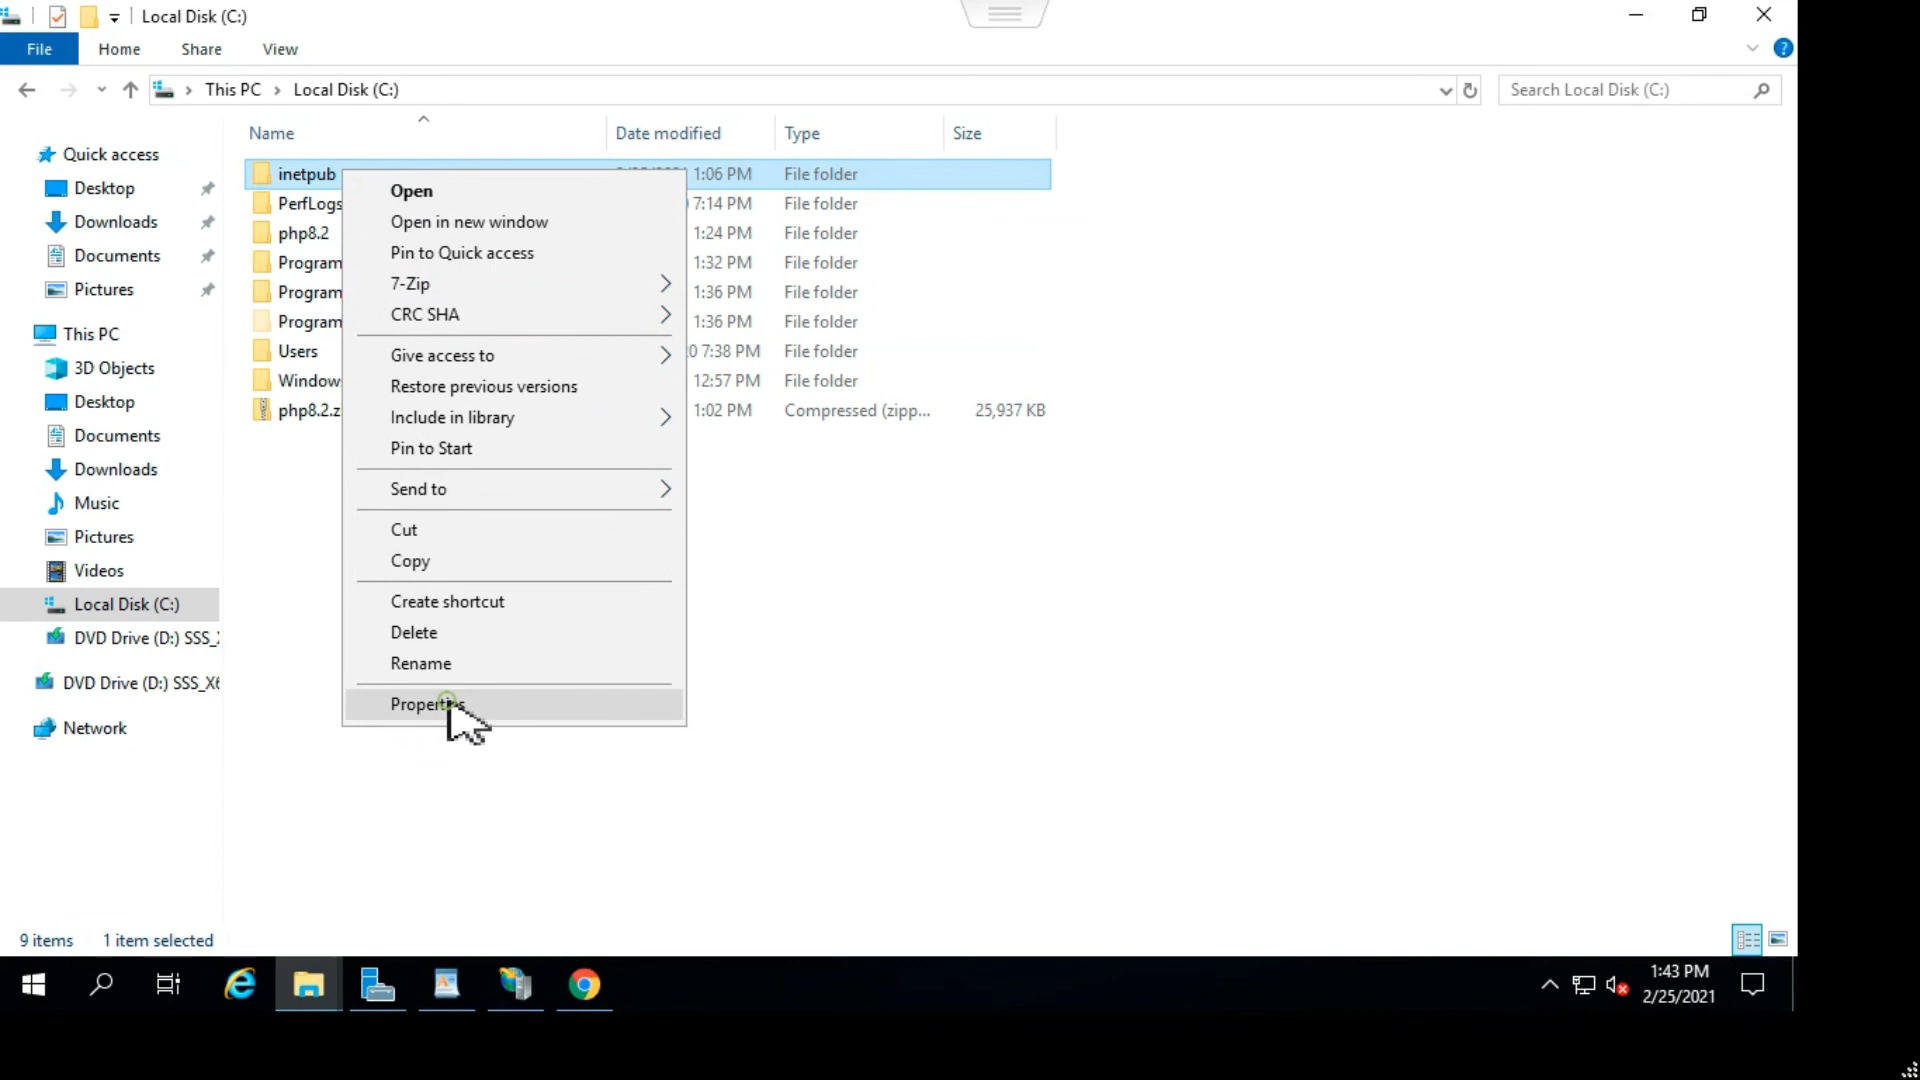 Local Disk (C:)
File Home Share View
This PC Local Disk (C:) Search Local Disk (C:)
Name Date modified Type Size
Quick access
Desktop
Downloads
Documents
Pictures
This PC
3D Objects
Desktop
Documents
Downloads
Music
Pictures
Videos
Local Disk (C:)
DVD Drive (D:) SSS_
DVD Drive (D:) SSS_X6
Network
inetpub 1:06 PM File folder
PerfLogs 7:14 PM File folder
php8.2 1:24 PM File folder
Program 1:32 PM File folder
Program 1:36 PM File folder
Program 1:36 PM File folder
Users 0 7:38 PM File folder
Window 12:57 PM File folder
php8.2.z 1:02 PM Compressed (zipp... 25,937 KB
Open
Open in new window
Pin to Quick access
7-Zip
CRC SHA
Give access to
Restore previous versions
Include in library
Pin to Start
Send to
Cut
Copy
Create shortcut
Delete
Rename
Properties
9 items 1 item selected
1:43 PM
2/25/2021